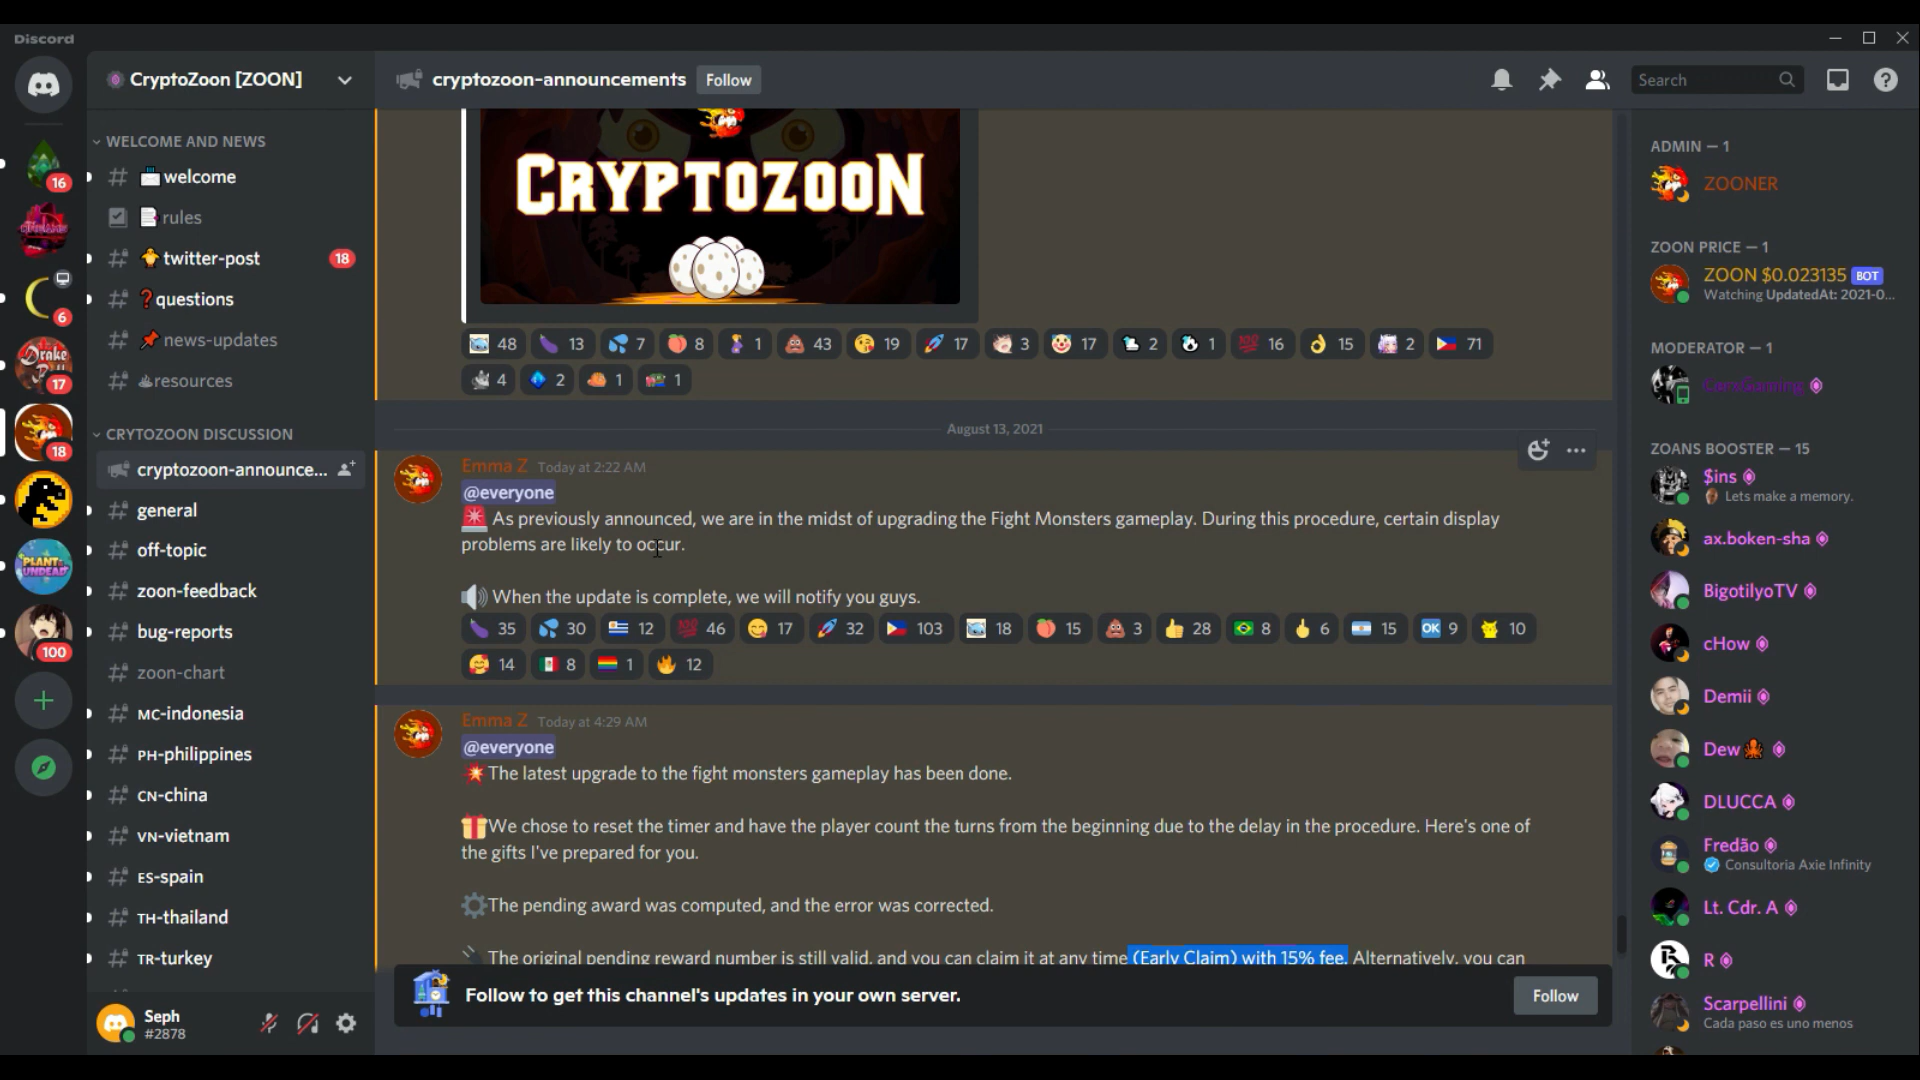 Discord
CryptoZoon [ZOON]
cryptozoon-announcements
Follow
Search
WELCOME AND NEWS
welcome
rules
twitter-post
18
questions
news-updates
resources
CRYTOZOON DISCUSSION
cryptozoon-announce...
general
off-topic
zoon-feedback
bug-reports
zoon-chart
MC-indonesia
PH-philippines
CN-china
VN-vietnam
ES-spain
TH-thailand
TR-turkey
Seph
#2878
16
6
Drake
17
18
PLANTS
UNDEAD
100
CRYPTOZOON
48 13 7 8 1 43 19 17 3 17 2 1 16 15 2 71
4 2 1 1
August 13, 2021
Emma Z Today at 2:22 AM
@everyone
As previously announced, we are in the midst of upgrading the Fight Monsters gameplay. During this procedure, certain display
problems are likely to occur.
When the update is complete, we will notify you guys.
35 30 12 46 17 32 103 18 15 3 28 8 6 15 OK 9 10
14 8 1 12
Emma Z Today at 4:29 AM
@everyone
The latest upgrade to the fight monsters gameplay has been done.
We chose to reset the timer and have the player count the turns from the beginning due to the delay in the procedure. Here's one of
the gifts I've prepared for you.
The pending award was computed, and the error was corrected.
The original pending reward number is still valid, and you can claim it at any time (Early Claim) with 15% fee. Alternatively, you can
Follow to get this channel's updates in your own server.
Follow
ADMIN — 1
ZOONER
ZOON PRICE — 1
ZOON $0.023135 BOT
Watching UpdatedAt: 2021-0...
MODERATOR — 1
ZOANS BOOSTER — 15
$ins
Lets make a memory.
ax.boken-sha
BigotilyoTV
cHow
Demii
Dew
DLUCCA
Fredão
Consultoria Axie Infinity
Lt. Cdr. A
R
Scarpellini
Cada paso es uno menos